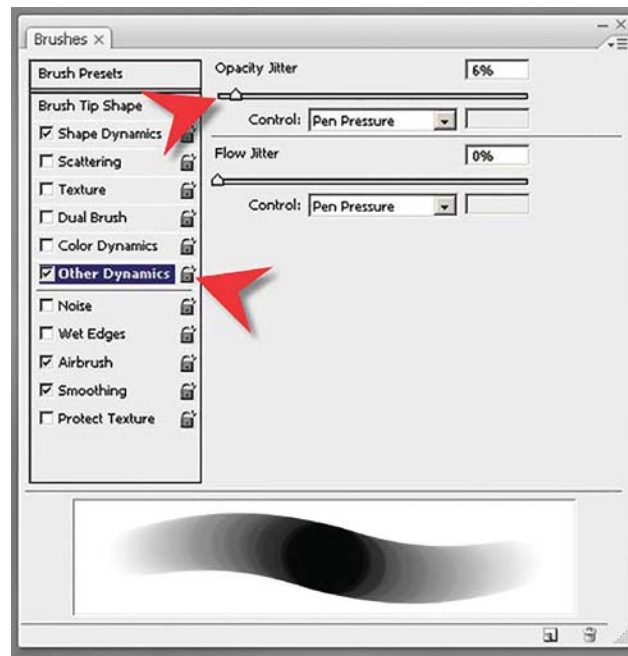 Brushes ×
Brush Presets
Brush Tip Shape
Shape Dynamics
Scattering
Texture
Dual Brush
Color Dynamics
Other Dynamics
Noise
Wet Edges
Airbrush
Smoothing
Protect Texture
Opacity Jitter 6%
Control: Pen Pressure
Flow Jitter 0%
Control: Pen Pressure